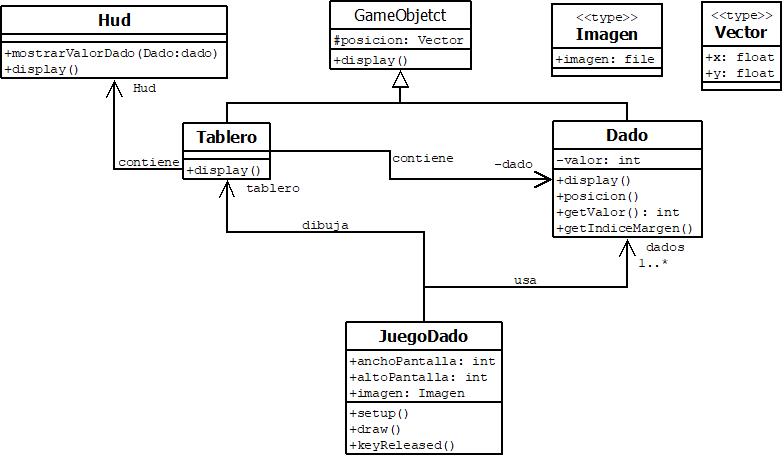 Hud
+mostrarValorDado(Dado:dado)
+display()
GameObjetct
#posicion: Vector
+display()
<<type>>
Imagen
+imagen: file
<<type>>
Vector
+x: float
+y: float
Hud
contiene
Tablero
+display()
tablero
contiene
-dado
Dado
-valor: int
+display()
+posicion()
+getValor(): int
+getIndiceMargen()
dibuja
dados
1..*
usa
JuegoDado
+anchoPantalla: int
+altoPantalla: int
+imagen: Imagen
+setup()
+draw()
+keyReleased()